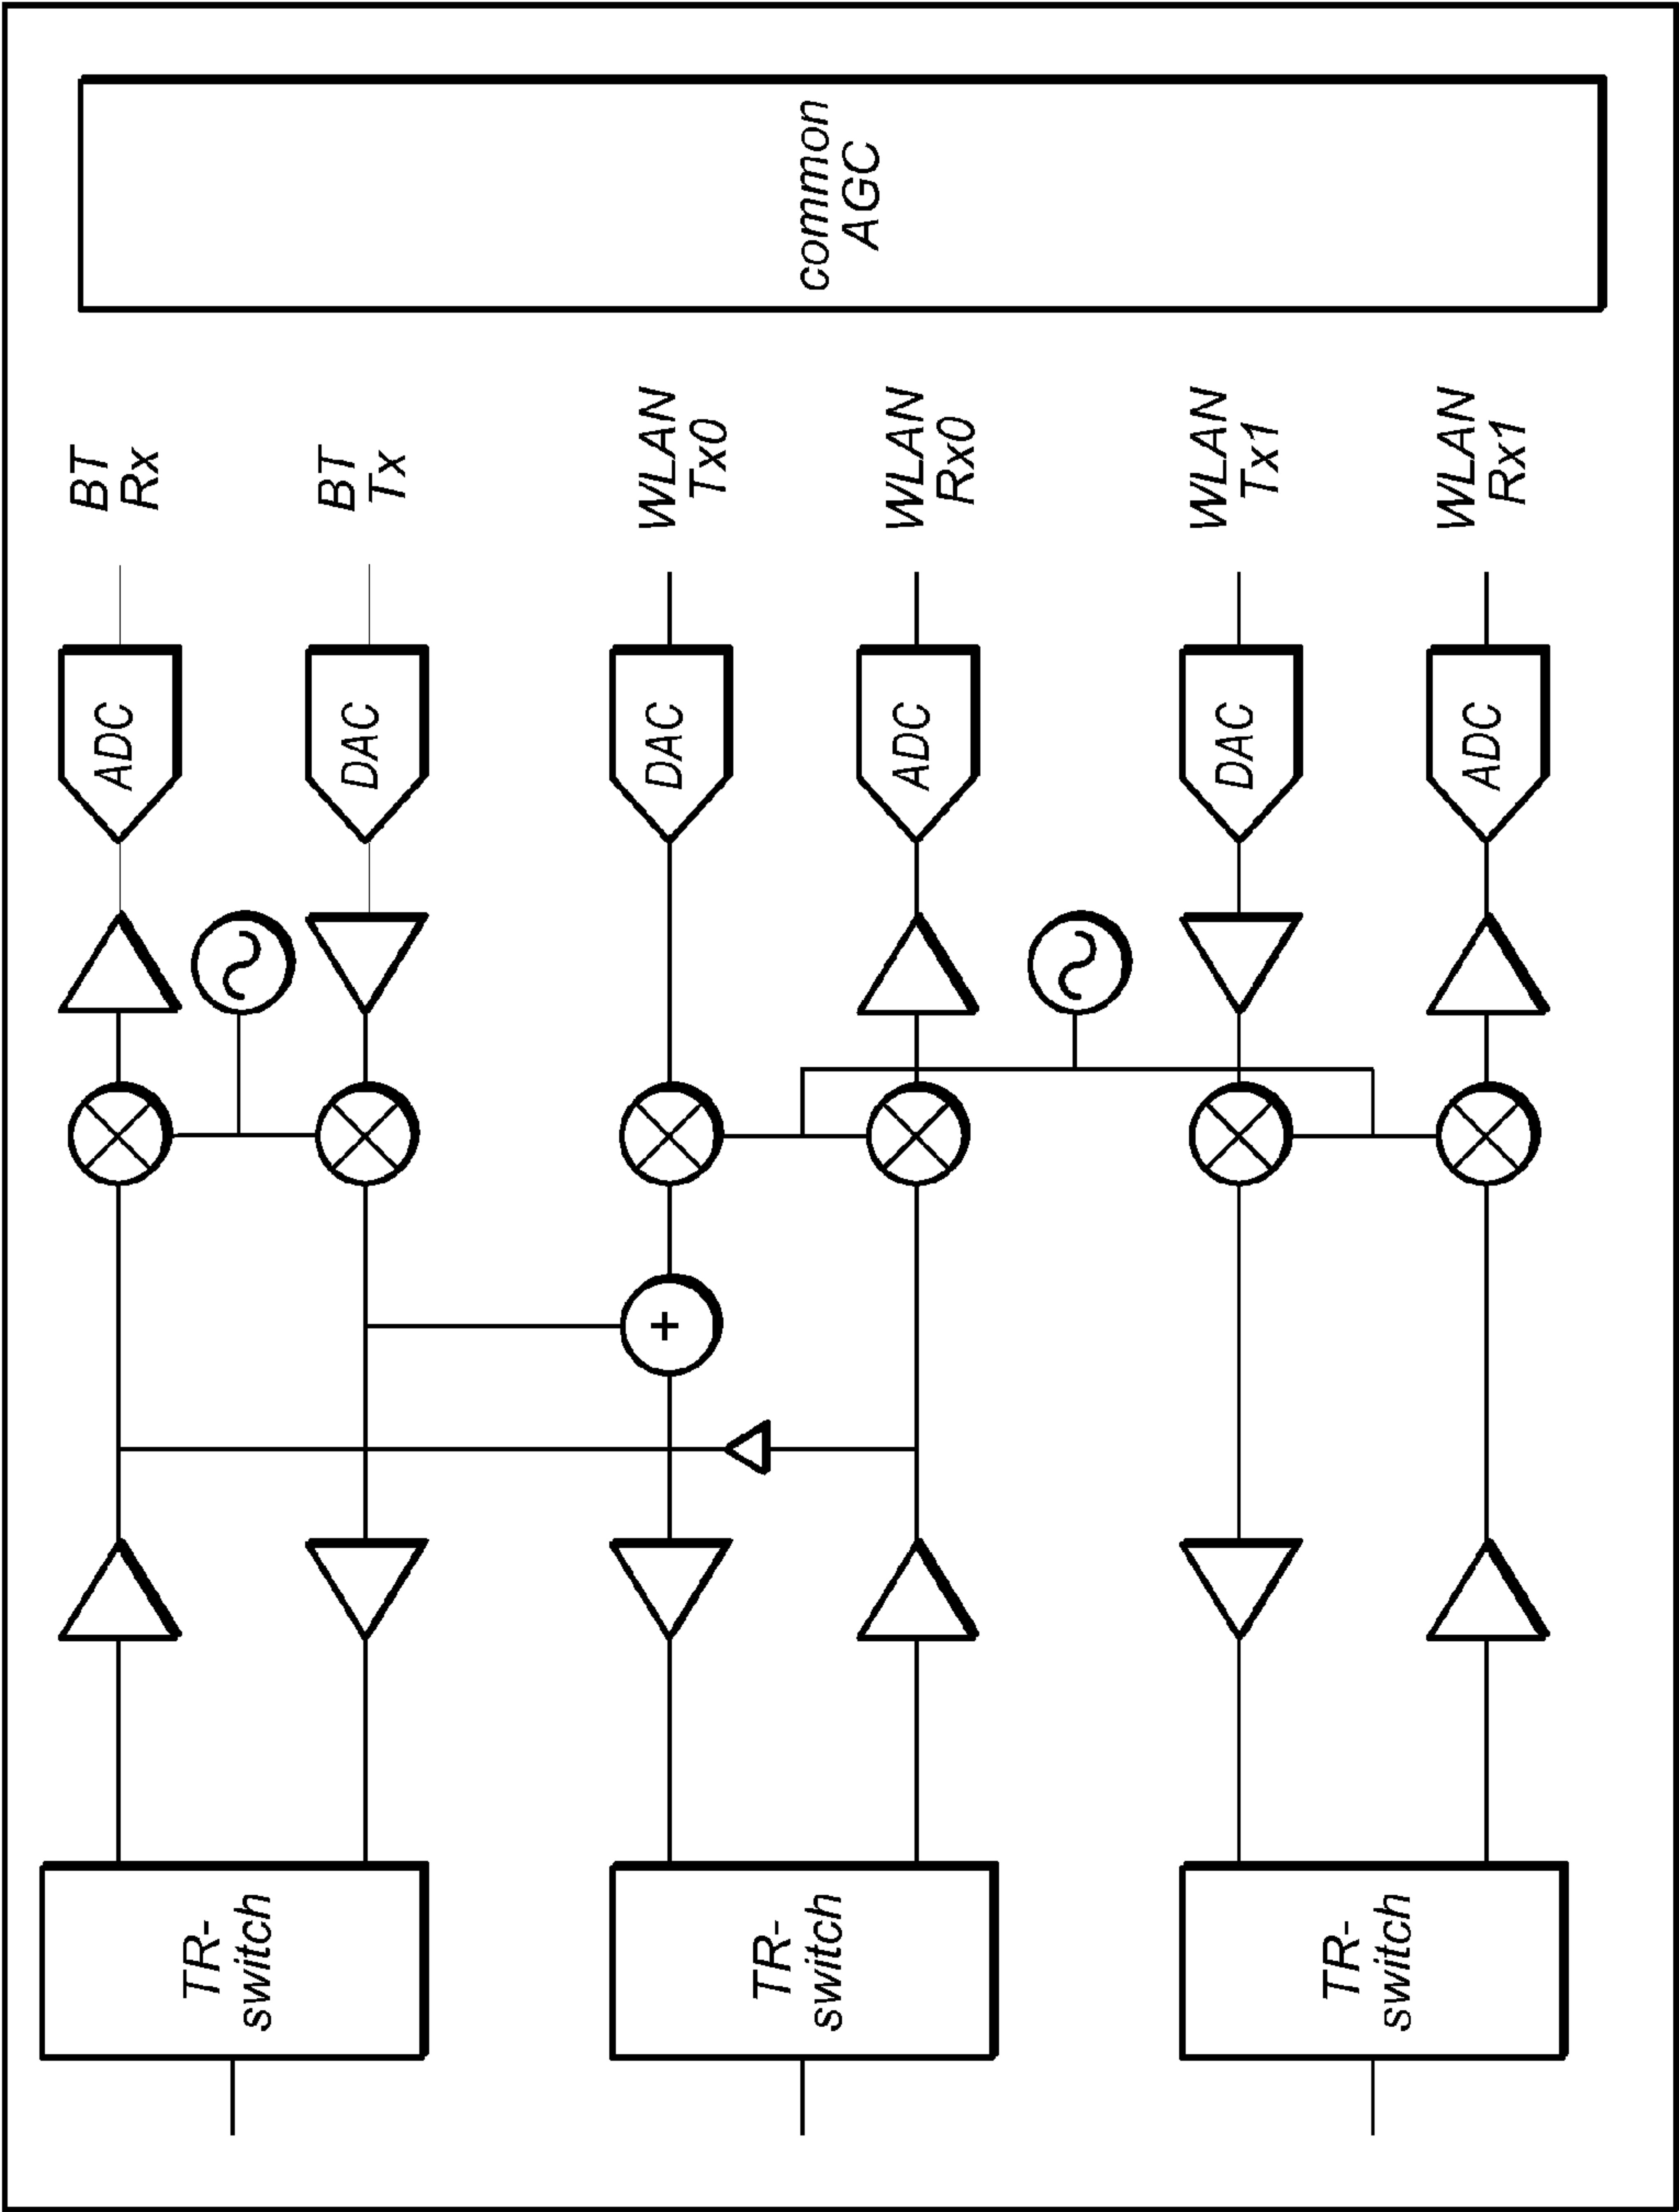 common
AGC
BT
Rx
BT
Tx
WLAN
Tx0
WLAN
Rx0
WLAN
Tx1
WLAN
Rx1
ADC
DAC
DAC
ADC
DAC
ADC
+
TR-
switch
TR-
switch
TR-
switch